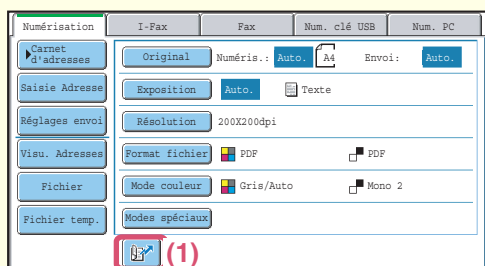 Numérisation I-Fax Fax Num. clé USB Num. PC
Carnet d'adresses
Original Numéris.: Auto. A4 Envoi: Auto.
Saisie Adresse
Exposition Auto. Texte
Réglages envoi
Résolution 200X200dpi
Visu. Adresses
Format fichier PDF PDF
Fichier
Mode couleur Gris/Auto Mono 2
Fichier temp.
Modes spéciaux
(1)